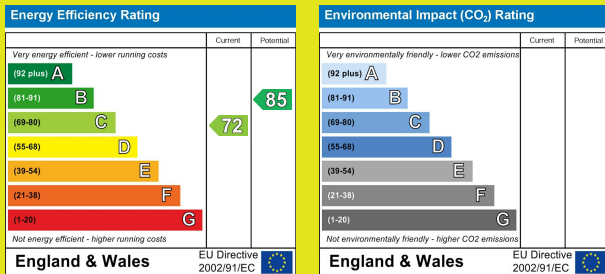 Energy Efficiency Rating
Current Potential
Very energy efficient - lower running costs
(92 plus) A
(81-91) B
85
(69-80) C
72
(55-68) D
(39-54) E
(21-38) F
(1-20) G
Not energy efficient - higher running costs
England & Wales
EU Directive
2002/91/EC
Environmental Impact (CO₂) Rating
Current Potential
Very environmentally friendly - lower CO2 emissions
(92 plus) A
(81-91) B
(69-80) C
(55-68) D
(39-54) E
(21-38) F
(1-20) G
Not environmentally friendly - higher CO2 emissions
England & Wales
EU Directive
2002/91/EC